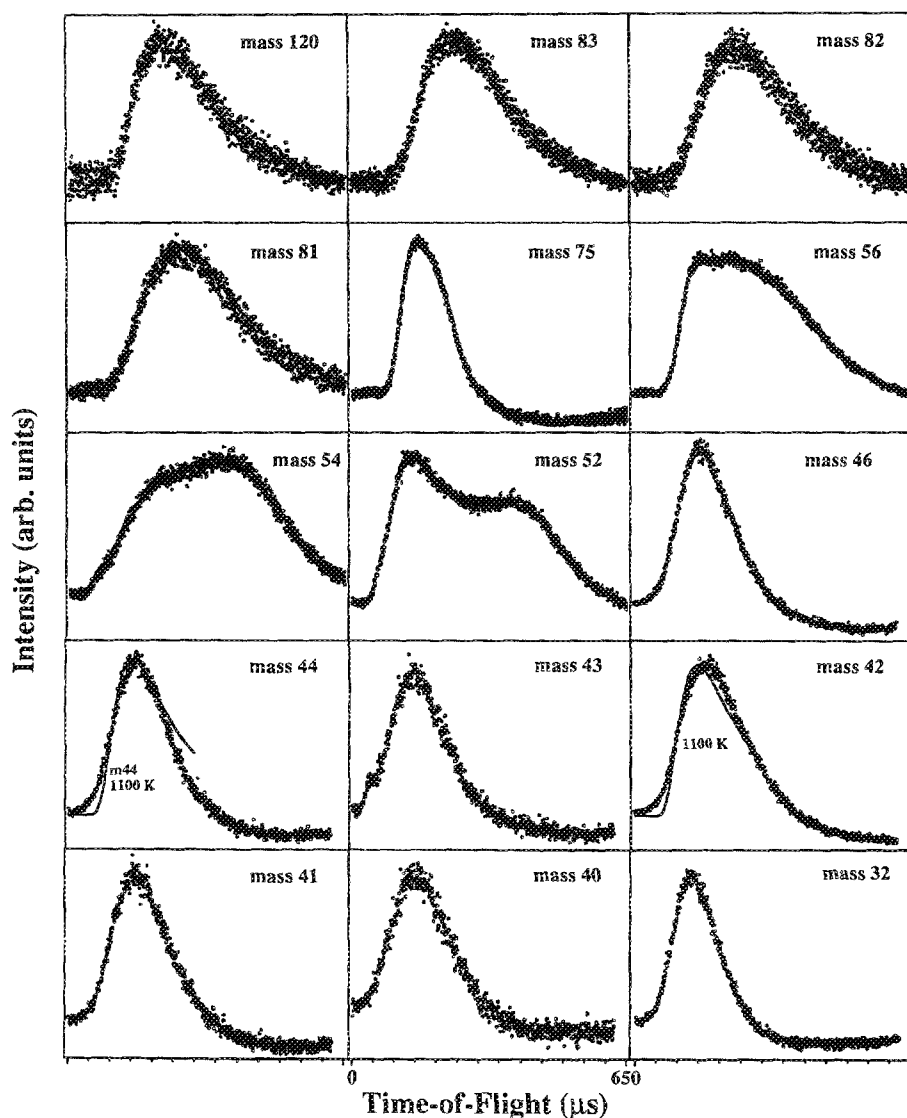 mass 120
mass 83
mass 82
mass 81
mass 75
mass 56
mass 54
mass 52
mass 46
mass 44
m44
1100 K
mass 43
mass 42
1100 K
mass 41
mass 40
mass 32
Intensity (arb. units)
0
650
Time-of-Flight (μs)